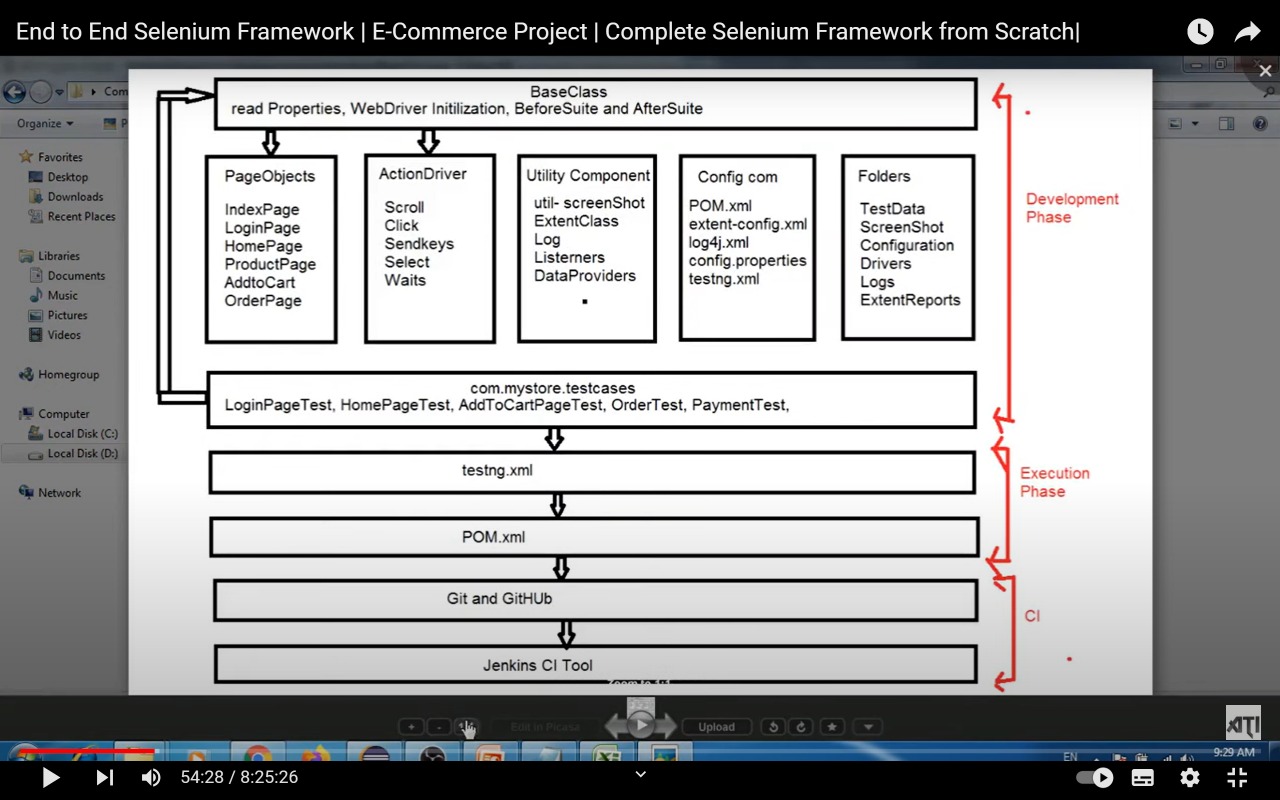 End to End Selenium Framework | E-Commerce Project | Complete Selenium Framework from Scratch|
Com
Organize
P
Favorites
Desktop
Downloads
Recent Places
Libraries
Documents
Music
Pictures
Videos
Homegroup
Computer
Local Disk (C:)
Local Disk (D:)
Network
BaseClass
read Properties, WebDriver Initilization, BeforeSuite and AfterSuite
PageObjects
IndexPage
LoginPage
HomePage
ProductPage
AddtoCart
OrderPage
ActionDriver
Scroll
Click
Sendkeys
Select
Waits
Utility Component
util- screenShot
ExtentClass
Log
Listerners
DataProviders
Config com
POM.xml
extent-config.xml
log4j.xml
config.properties
testng.xml
Folders
TestData
ScreenShot
Configuration
Drivers
Logs
ExtentReports
Development
Phase
com.mystore.testcases
LoginPageTest, HomePageTest, AddToCartPageTest, OrderTest, PaymentTest,
testng.xml
Execution
Phase
POM.xml
Git and GitHUb
CI
Jenkins CI Tool
Zoom to 1:1
Edit in Picasa
Upload
ATI
EN
9:29 AM
54:28 / 8:25:26